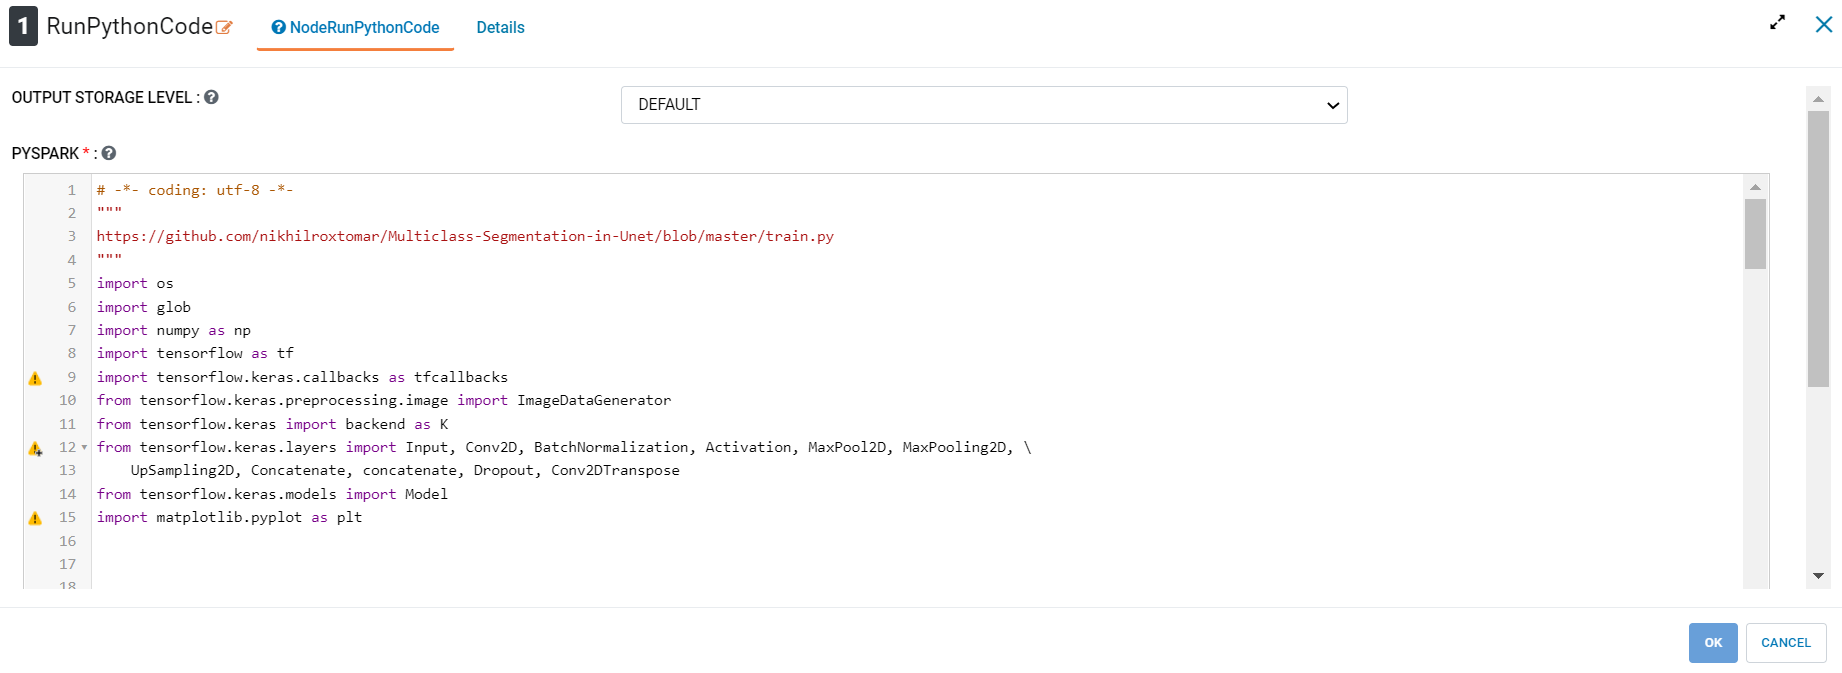 1 RunPythonCode NodeRunPythonCode Details
OUTPUT STORAGE LEVEL :
DEFAULT
PYSPARK * :
1 # -*- coding: utf-8 -*-
2 """
3 https://github.com/nikhilroxtomar/Multiclass-Segmentation-in-Unet/blob/master/train.py
4 """
5 import os
6 import glob
7 import numpy as np
8 import tensorflow as tf
9 import tensorflow.keras.callbacks as tfcallbacks
10 from tensorflow.keras.preprocessing.image import ImageDataGenerator
11 from tensorflow.keras import backend as K
12 from tensorflow.keras.layers import Input, Conv2D, BatchNormalization, Activation, MaxPool2D, MaxPooling2D, \
13 UpSampling2D, Concatenate, concatenate, Dropout, Conv2DTranspose
14 from tensorflow.keras.models import Model
15 import matplotlib.pyplot as plt
16
17
18
OK CANCEL